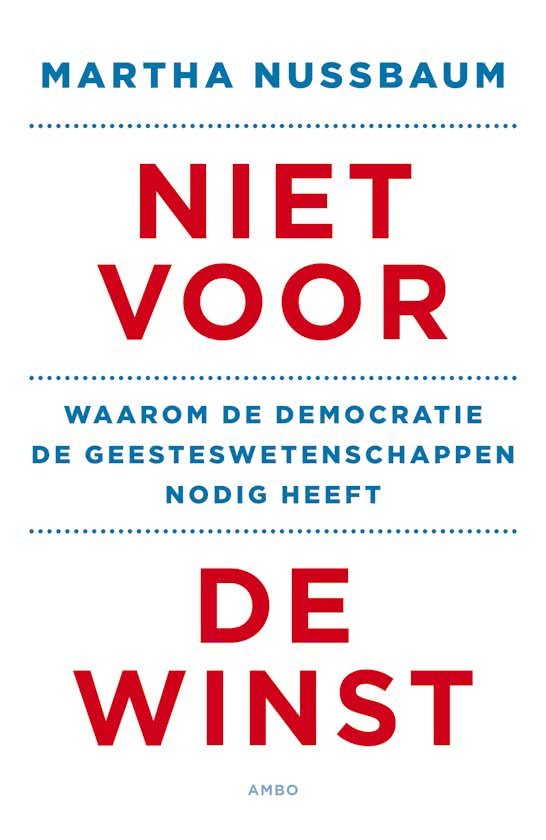 MARTHA NUSSBAUM
NIET
VOOR
WAAROM DE DEMOCRATIE
DE GEESTESWETENSCHAPPEN
NODIG HEEFT
DE
WINST
AMBO